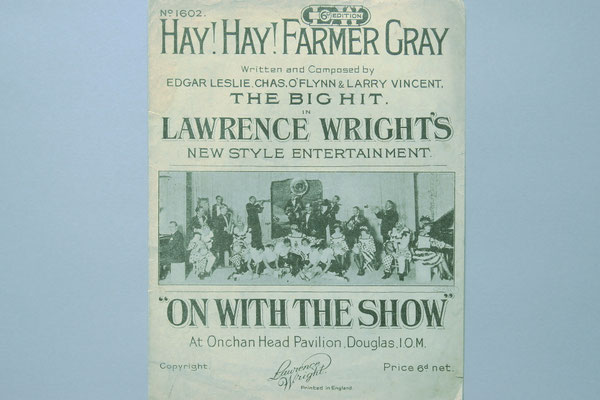 No 1602.
6D EDITION
HAY! HAY! FARMER GRAY
Written and Composed by
EDGAR LESLIE, CHAS. O'FLYNN & LARRY VINCENT.
THE BIG HIT.
IN
LAWRENCE WRIGHT'S
NEW STYLE ENTERTAINMENT.
"ON WITH THE SHOW"
At Onchan Head Pavilion, Douglas, I.O.M.
Copyright.
Lawrence Wright.
Price 6d net
Printed in England.